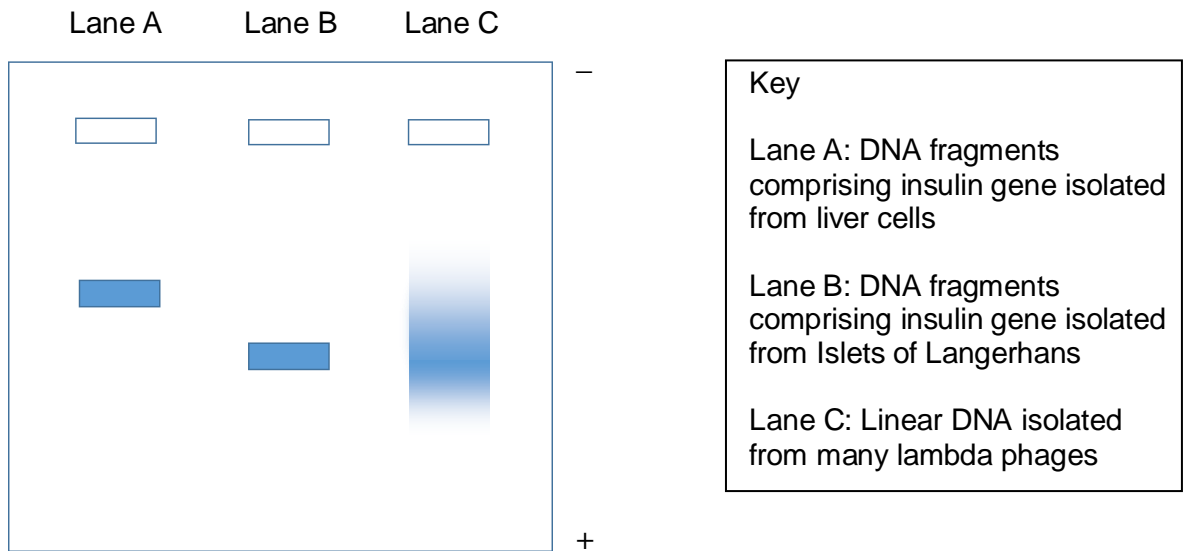 Lane A Lane B Lane C
–
Key
Lane A: DNA fragments
comprising insulin gene isolated
from liver cells
Lane B: DNA fragments
comprising insulin gene isolated
from Islets of Langerhans
Lane C: Linear DNA isolated
from many lambda phages
+